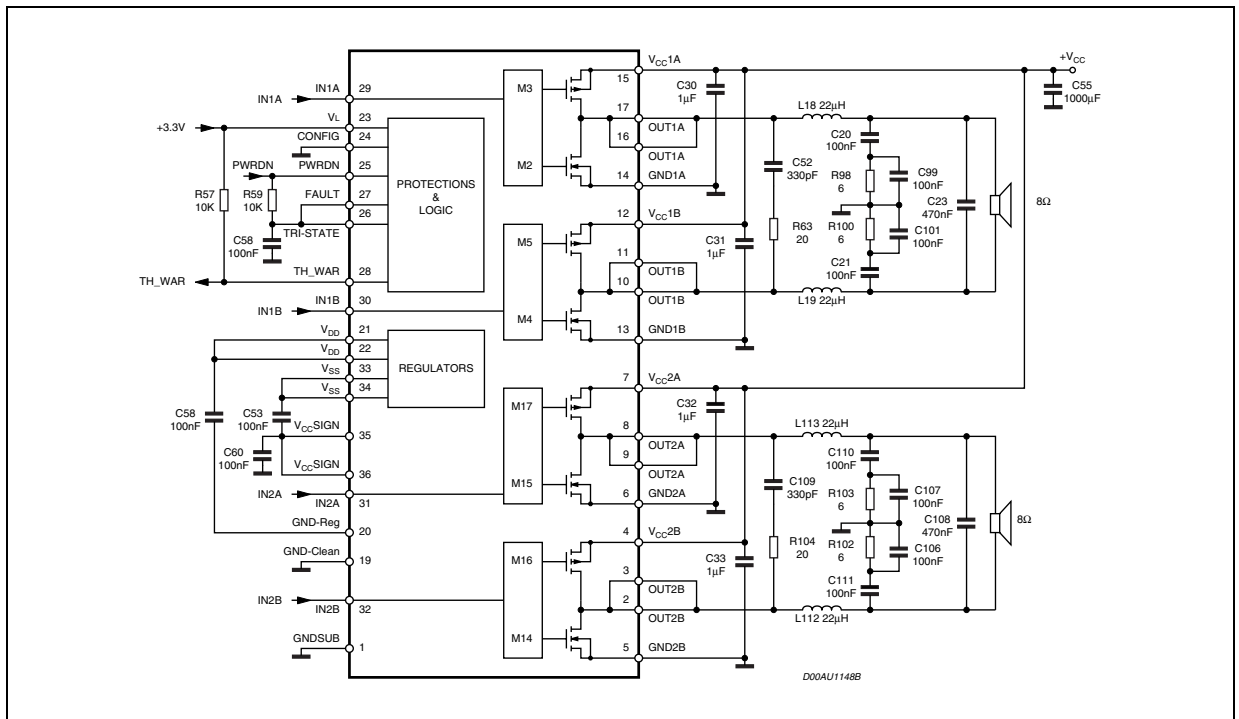 IN1A
IN1A
29
+3.3V
VL
23
CONFIG
24
PWRDN
PWRDN
25
FAULT
27
26
TRI-STATE
R57
10K
R59
10K
C58
100nF
TH_WAR
TH_WAR
28
IN1B
IN1B
30
VDD
21
VDD
22
VSS
33
VSS
34
C58
100nF
C53
100nF
C60
100nF
VCCSIGN
35
VCCSIGN
36
IN2A
IN2A
31
GND-Reg
20
GND-Clean
19
IN2B
IN2B
32
GNDSUB
1
PROTECTIONS
&
LOGIC
REGULATORS
M3
M2
M5
M4
M17
M15
M16
M14
15
VCC1A
17
OUT1A
16
OUT1A
14
GND1A
12
VCC1B
11
OUT1B
10
OUT1B
13
GND1B
7
VCC2A
8
OUT2A
9
OUT2A
6
GND2A
4
VCC2B
3
OUT2B
2
OUT2B
5
GND2B
C30
1µF
C31
1µF
C32
1µF
C33
1µF
+VCC
C55
1000µF
L18 22µH
C52
330pF
R63
20
C20
100nF
R98
6
C99
100nF
C23
470nF
R100
6
C101
100nF
C21
100nF
L19 22µH
8Ω
L113 22µH
C109
330pF
R104
20
C110
100nF
R103
6
C107
100nF
C108
470nF
R102
6
C106
100nF
C111
100nF
L112 22µH
8Ω
D00AU1148B